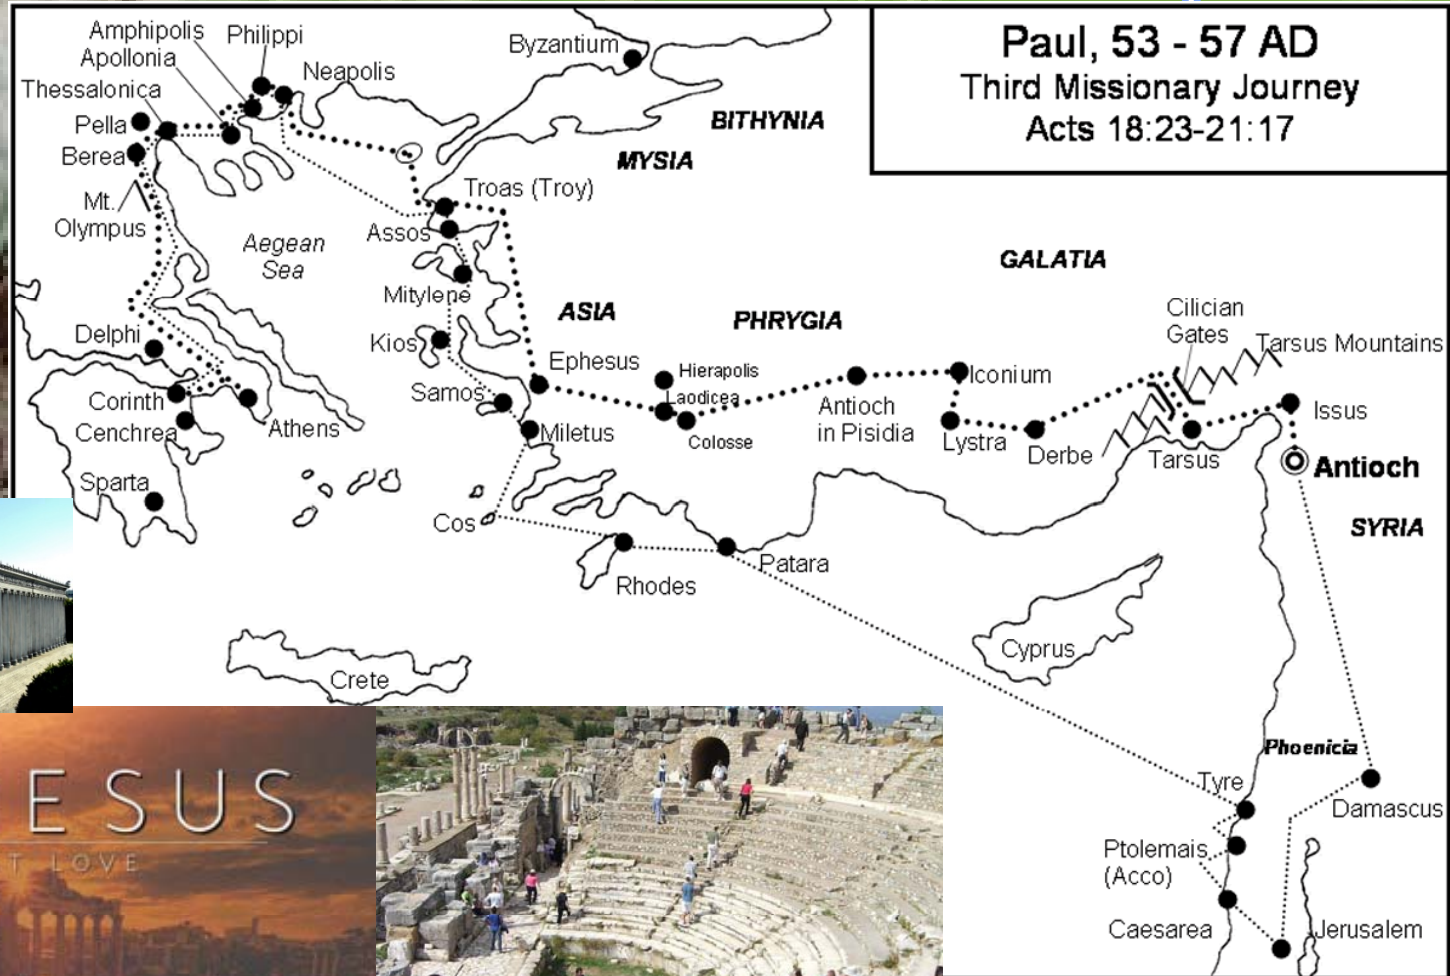 Paul, 53 - 57 AD
Third Missionary Journey
Acts 18:23-21:17
Amphipolis
Philippi
Apollonia
Neapolis
Thessalonica
Pella
Berea
Mt.
Olympus
Byzantium
BITHYNIA
MYSIA
Troas (Troy)
Assos
Aegean
Sea
Mitylene
GALATIA
ASIA
PHRYGIA
Cilician
Gates
Tarsus Mountains
Delphi
Kios
Ephesus
Hierapolis
Laodicea
Colosse
Iconium
Samos
Corinth
Cenchrea
Athens
Miletus
Antioch
in Pisidia
Lystra
Derbe
Tarsus
Issus
Antioch
SYRIA
Sparta
Cos
Rhodes
Patara
Cyprus
Crete
Phoenicia
Tyre
Damascus
Ptolemais
(Acco)
Caesarea
Jerusalem
ESUS
T LOVE